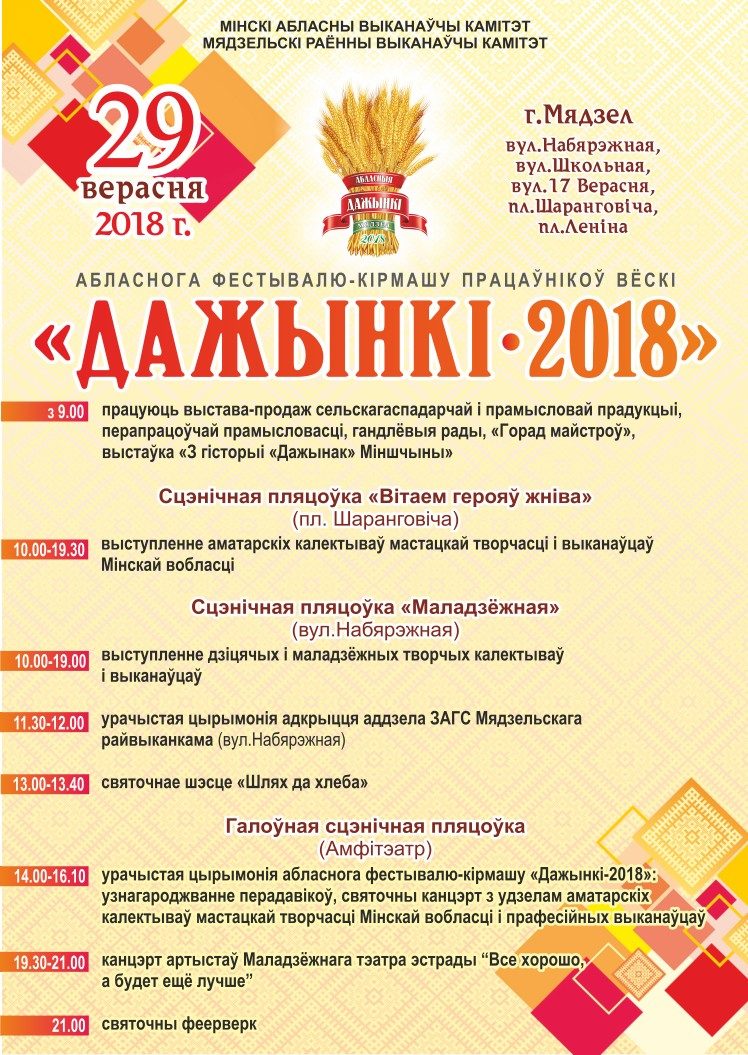 МІНСКІ АБЛАСНЫ ВЫКАНАЎЧЫ КАМІТЭТ
МЯДЗЕЛЬСКІ РАЁННЫ ВЫКАНАЎЧЫ КАМІТЭТ
29
верасня
2018 г.
АБЛАСНЫЯ
ДАЖЫНКІ
2018
г.Мядзел
вул.Набярэжная,
вул.Школьная,
вул.17 Верасня,
пл.Шаранговіча,
пл.Леніна
АБЛАСНОГА ФЕСТЫВАЛЮ-КІРМАШУ ПРАЦАЎНІКОЎ ВЁСКІ
«ДАЖЫНКІ·2018»
з 9.00 працуюць выстава-продаж сельскагаспадарчай і прамысловай прадукцыі,
перапрацоўчай прамысловасці, гандлёвыя рады, «Горад майстроў»,
выстаўка «З гісторыі «Дажынак» Міншчыны»
Сцэнічная пляцоўка «Вітаем герояў жніва»
(пл. Шаранговіча)
10.00-19.30 выступленне аматарскіх калектываў мастацкай творчасці і выканаўцаў
Мінскай вобласці
Сцэнічная пляцоўка «Маладзёжная»
(вул.Набярэжная)
10.00-19.00 выступленне дзіцячых і маладзёжных творчых калектываў
і выканаўцаў
11.30-12.00 урачыстая цырымонія адкрыцця аддзела ЗАГС Мядзельскага
райвыканкама (вул.Набярэжная)
13.00-13.40 святочнае шэсце «Шлях да хлеба»
Галоўная сцэнічная пляцоўка
(Амфітэатр)
14.00-16.10 урачыстая цырымонія абласнога фестывалю-кірмашу «Дажынкі-2018»:
узнагароджванне перадавікоў, святочны канцэрт з удзелам аматарскіх
калектываў мастацкай творчасці Мінскай вобласці і прафесійных выканаўцаў
19.30-21.00 канцэрт артыстаў Маладзёжнага тэатра эстрады “Все хорошо,
а будет ещё лучше”
21.00 святочны феерверк